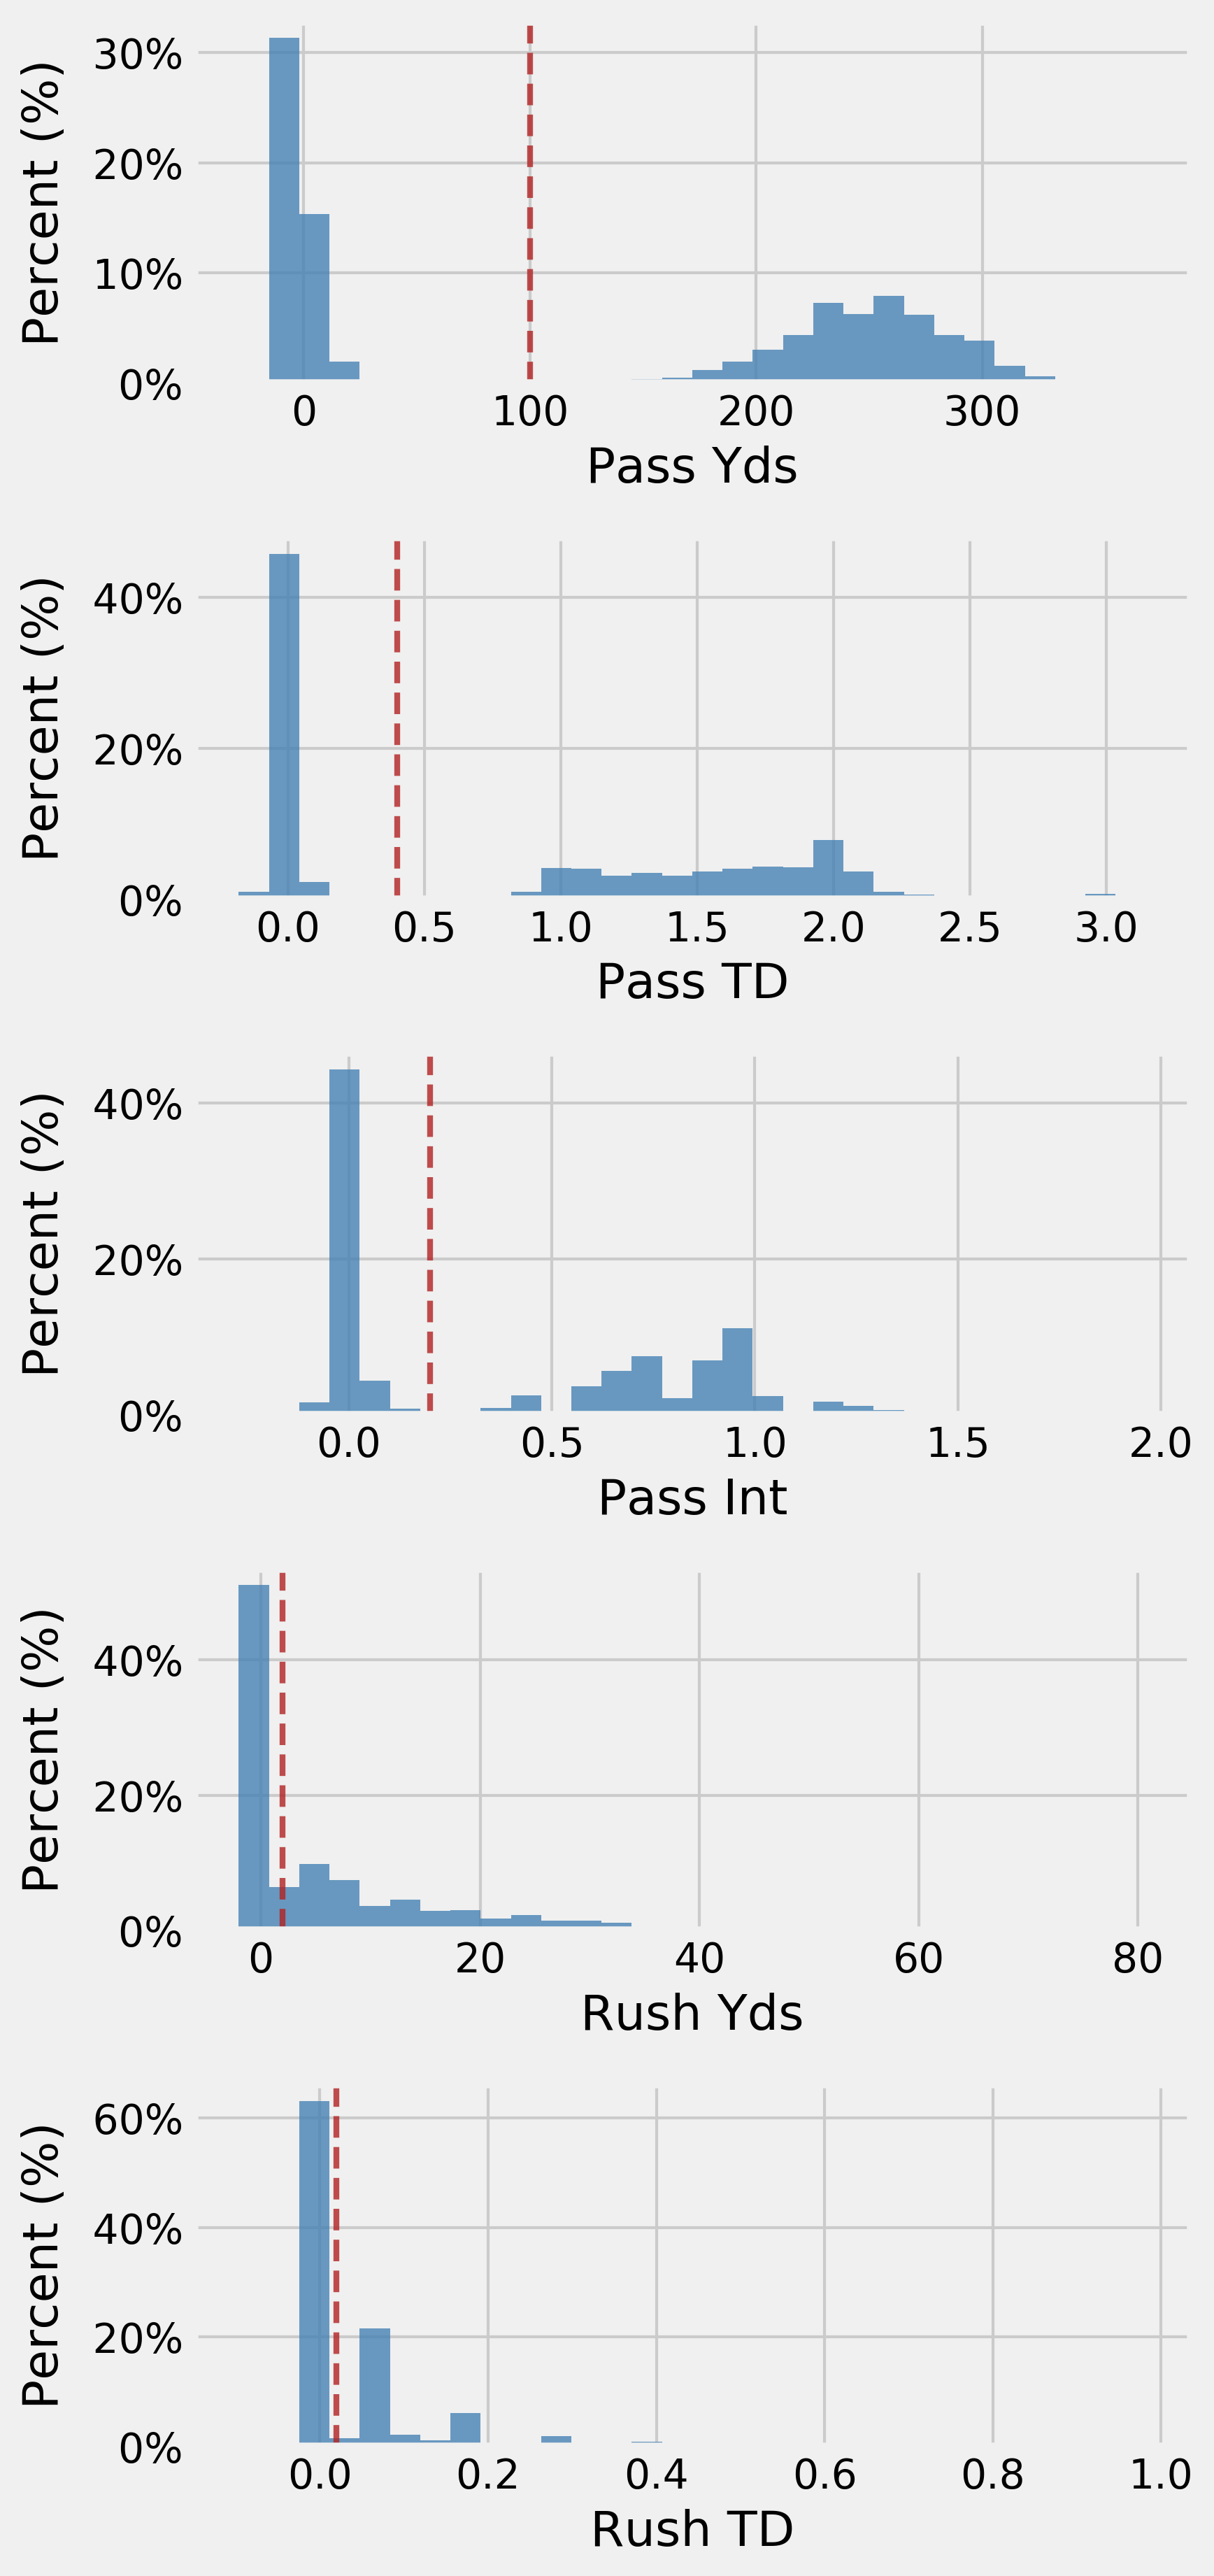 Percent (%)
30%
20%
10%
0%
0 100 200 300
Pass Yds
Percent (%)
40%
20%
0%
0.0 0.5 1.0 1.5 2.0 2.5 3.0
Pass TD
Percent (%)
40%
20%
0%
0.0 0.5 1.0 1.5 2.0
Pass Int
Percent (%)
40%
20%
0%
0 20 40 60 80
Rush Yds
Percent (%)
60%
40%
20%
0%
0.0 0.2 0.4 0.6 0.8 1.0
Rush TD